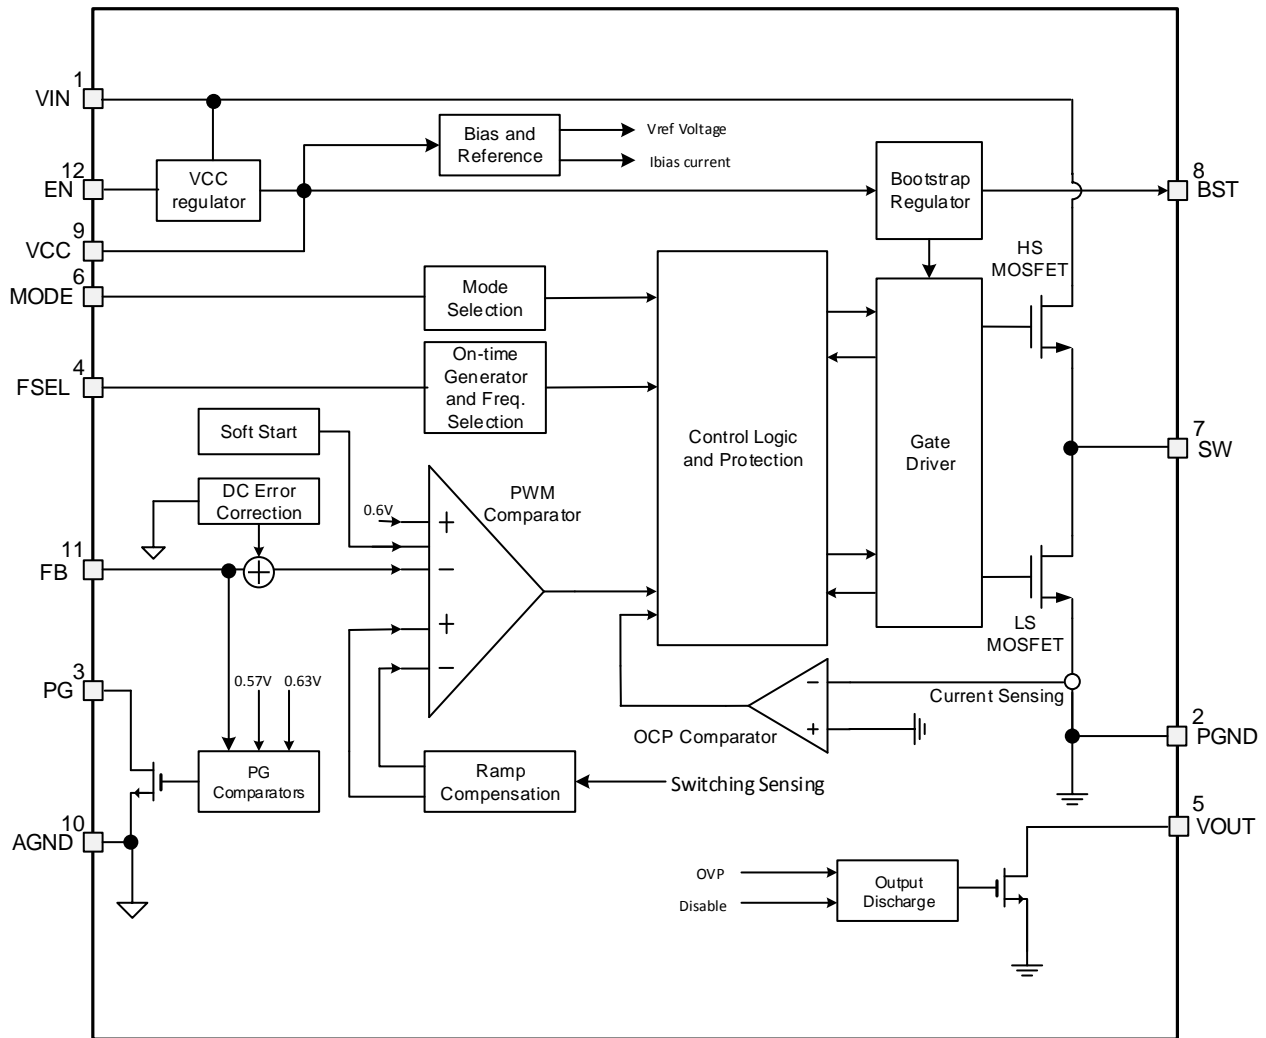 1
VIN
12
EN
9
VCC
6
MODE
4
FSEL
11
FB
3
PG
10
AGND
VCC
regulator
Bias and
Reference
Vref Voltage
Ibias current
Bootstrap
Regulator
8
BST
HS
MOSFET
Mode
Selection
On-time
Generator
and Freq.
Selection
Soft Start
DC Error
Correction
0.6V
+
−
+
−
PWM
Comparator
Control Logic
and Protection
Gate
Driver
7
SW
LS
MOSFET
+
0.57V
0.63V
PG
Comparators
Ramp
Compensation
Switching Sensing
−
+
OCP Comparator
Current Sensing
2
PGND
5
VOUT
OVP
Disable
Output
Discharge